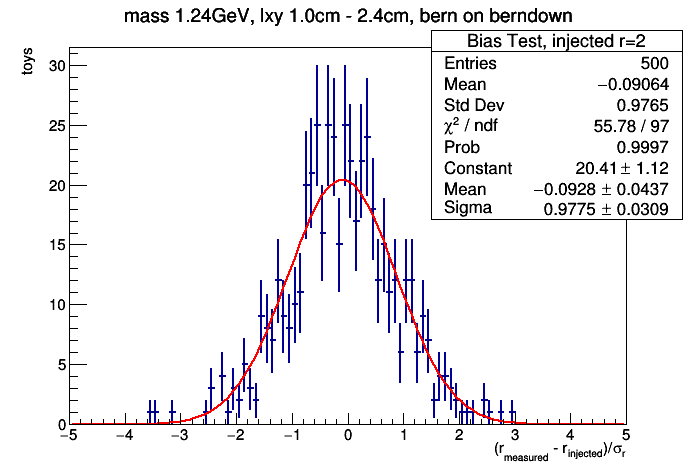 mass 1.24GeV, lxy 1.0cm - 2.4cm, bern on berndown
Bias Test, injected r=2
Entries 500
Mean −0.09064
Std Dev 0.9765
χ² / ndf 55.78 / 97
Prob 0.9997
Constant 20.41 ± 1.12
Mean −0.0928 ± 0.0437
Sigma 0.9775 ± 0.0309
toys
30
25
20
15
10
5
0
−5 −4 −3 −2 −1 0 1 2 3 4 5
(r_measured - r_injected)/σ_r